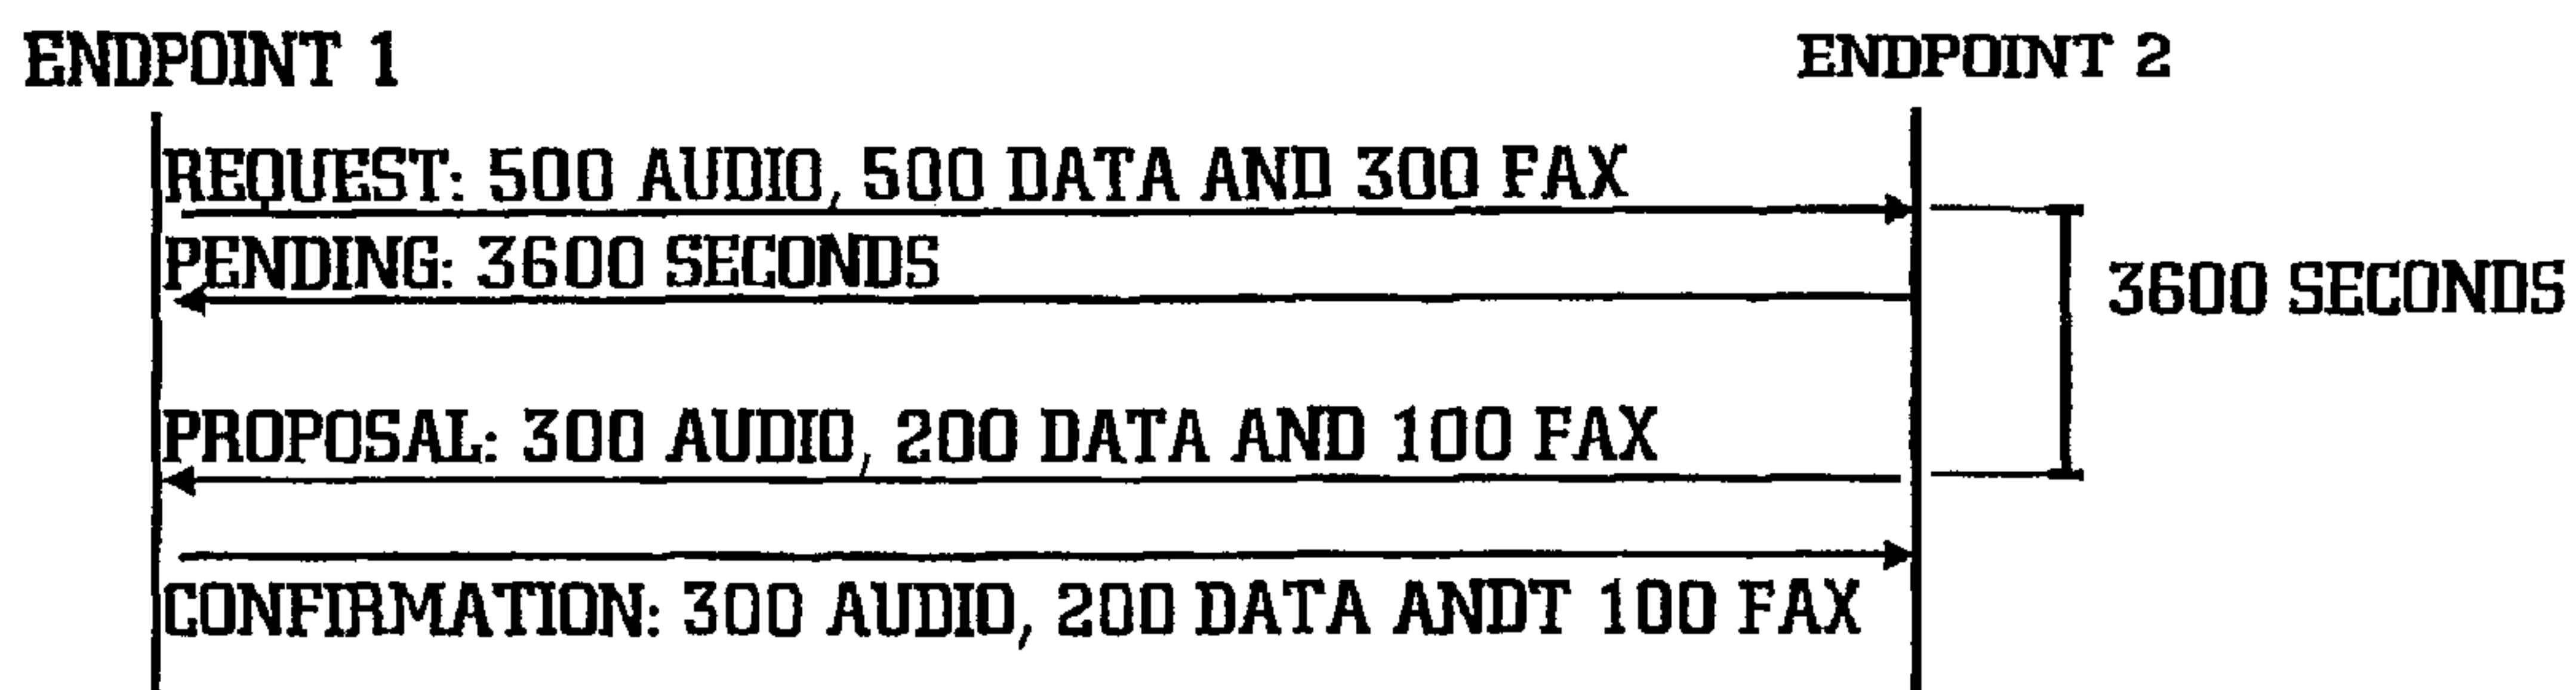 ENDPOINT 1
ENDPOINT 2
REQUEST: 500 AUDIO, 500 DATA AND 300 FAX
PENDING: 3600 SECONDS
3600 SECONDS
PROPOSAL: 300 AUDIO, 200 DATA AND 100 FAX
CONFIRMATION: 300 AUDIO, 200 DATA ANDT 100 FAX